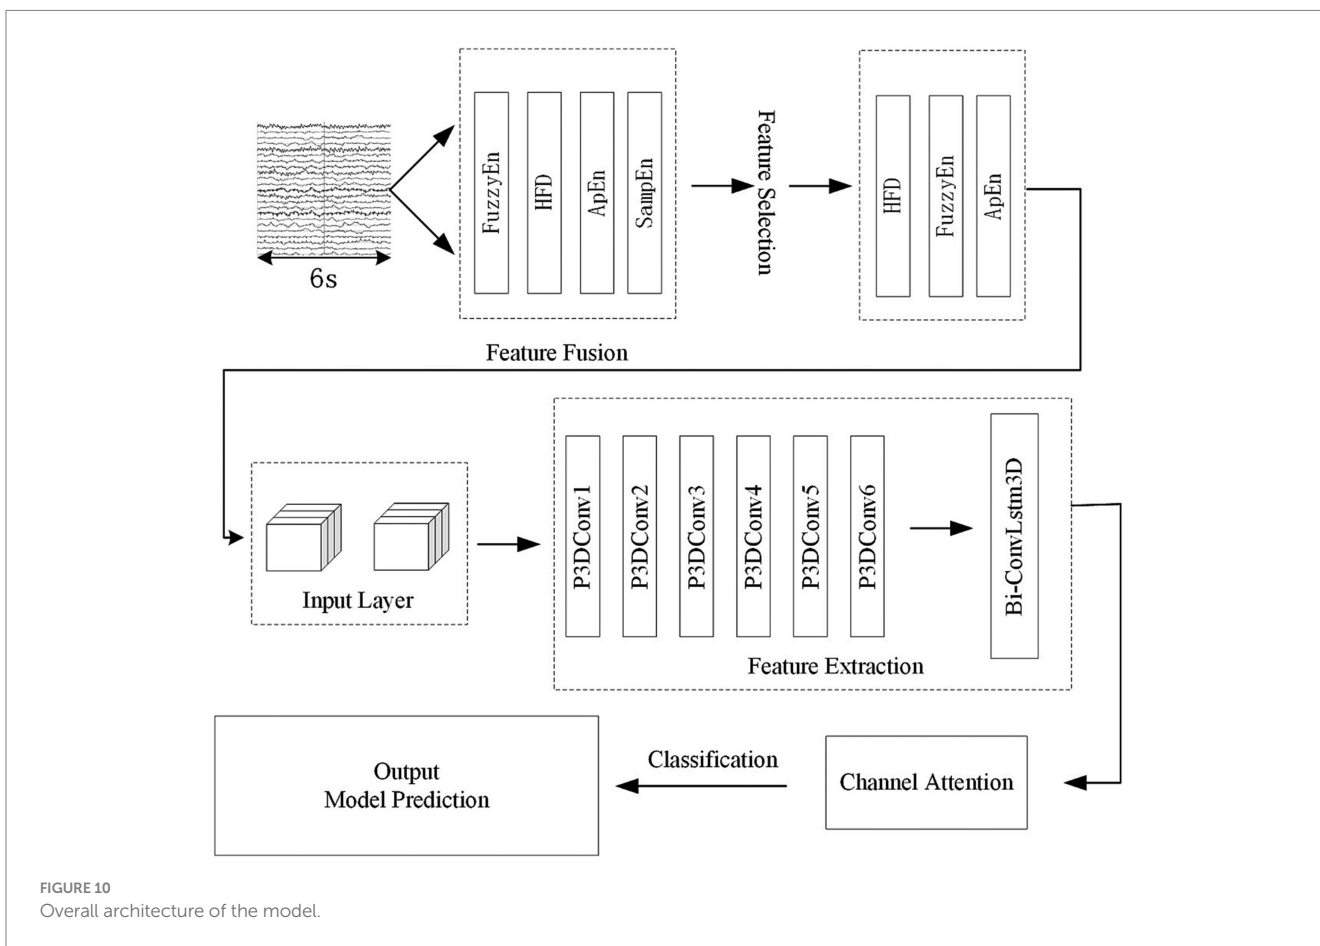 6s
FuzzyEn
HFD
ApEn
SampEn
Feature Selection
HFD
FuzzyEn
ApEn
Feature Fusion
Input Layer
P3DConv1
P3DConv2
P3DConv3
P3DConv4
P3DConv5
P3DConv6
Bi-ConvLstm3D
Feature Extraction
Channel Attention
Classification
Output
Model Prediction
FIGURE 10
Overall architecture of the model.